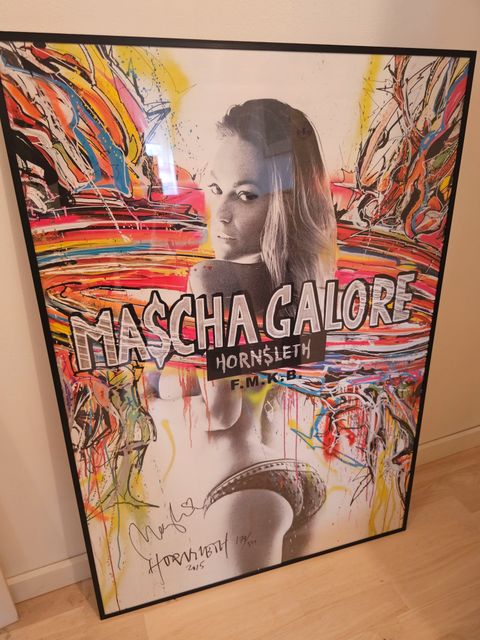 MA$CHA GALORE
HORN$LETH
F.M.K.B.
HORNSLETH
2015